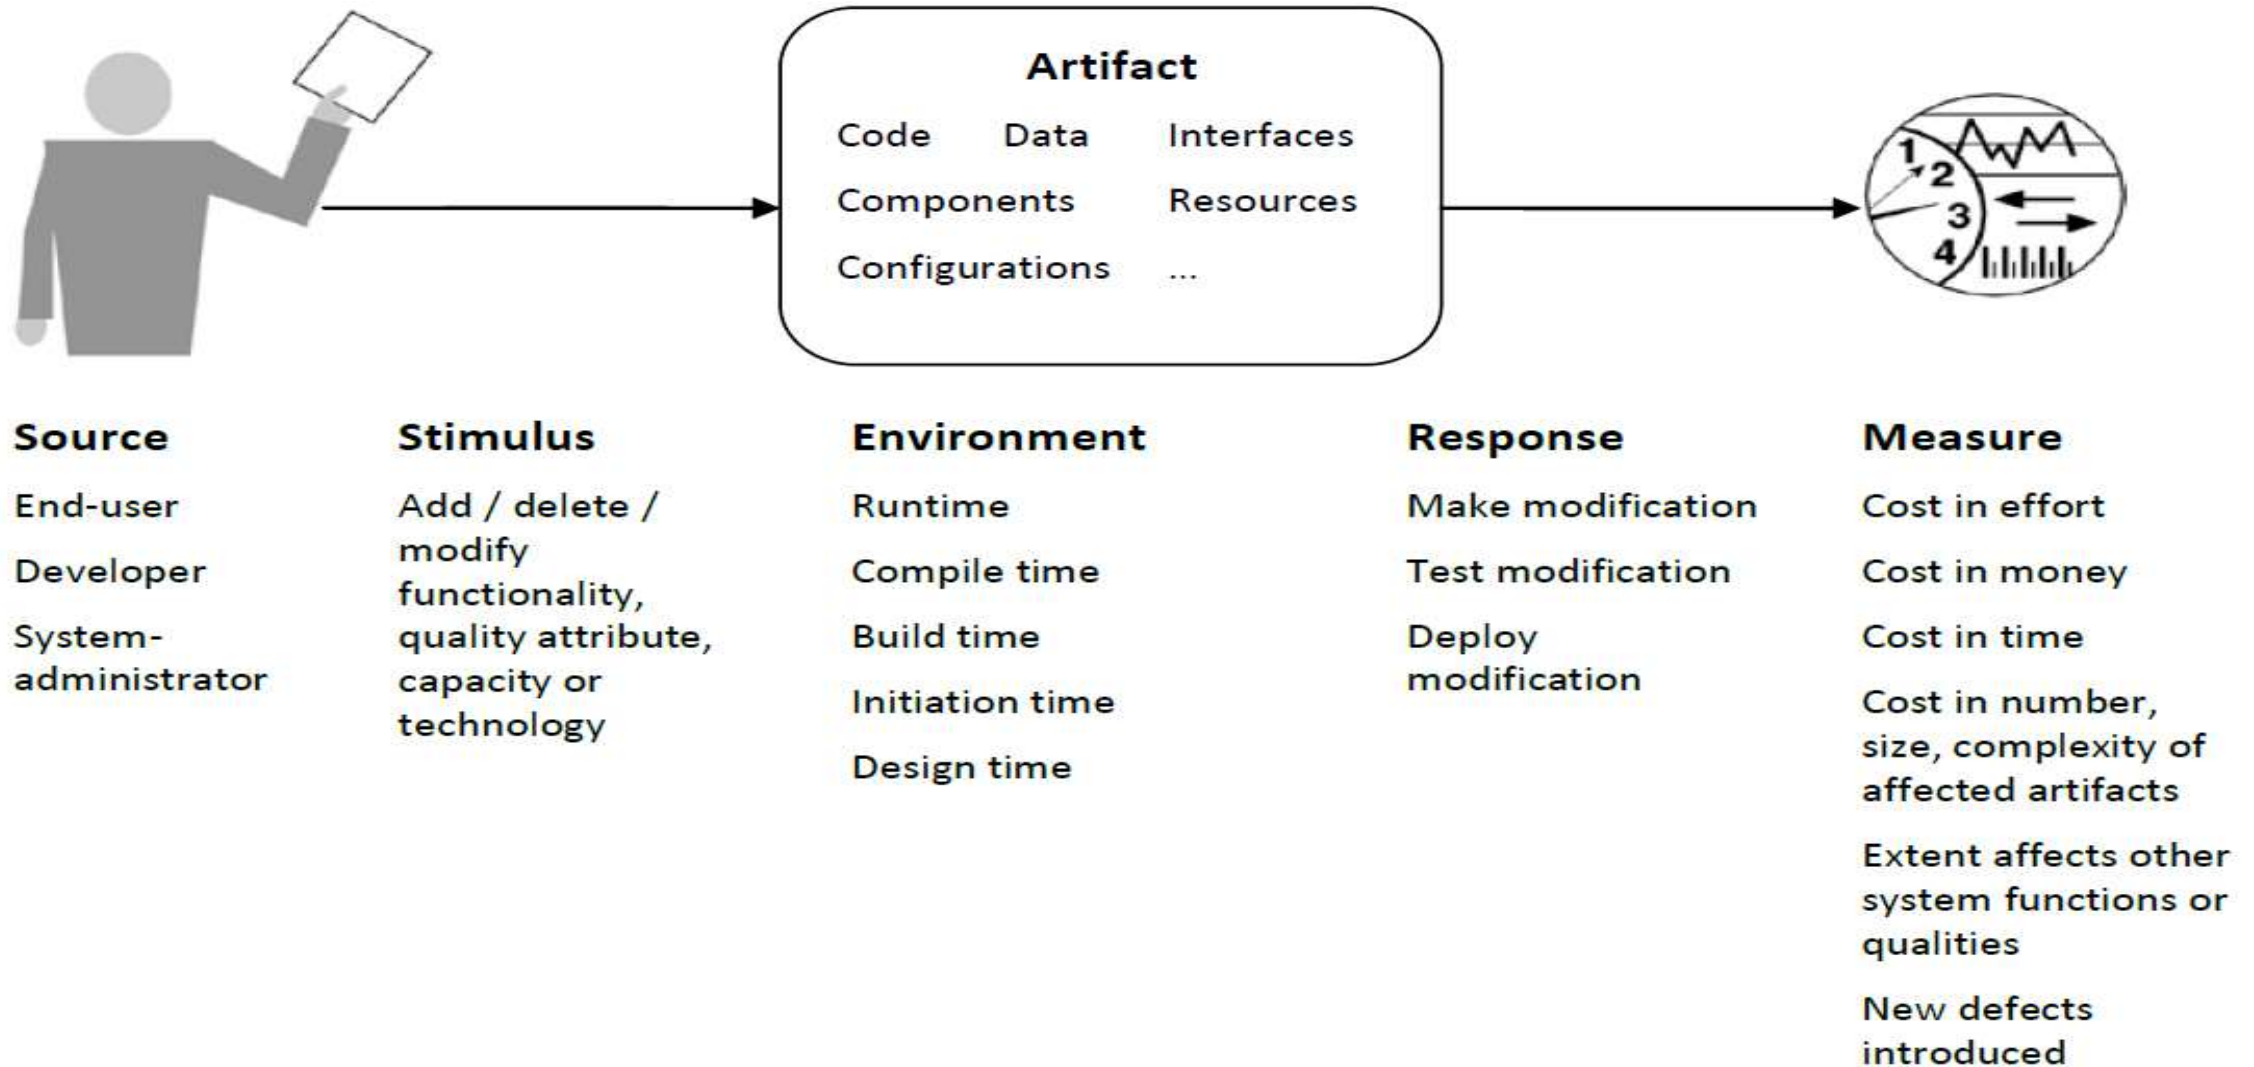 Artifact
Code Data Interfaces
Components Resources
Configurations ...
1
2
3
4
Source
End-user
Developer
System-
administrator
Stimulus
Add / delete /
modify
functionality,
quality attribute,
capacity or
technology
Environment
Runtime
Compile time
Build time
Initiation time
Design time
Response
Make modification
Test modification
Deploy
modification
Measure
Cost in effort
Cost in money
Cost in time
Cost in number,
size, complexity of
affected artifacts
Extent affects other
system functions or
qualities
New defects
introduced